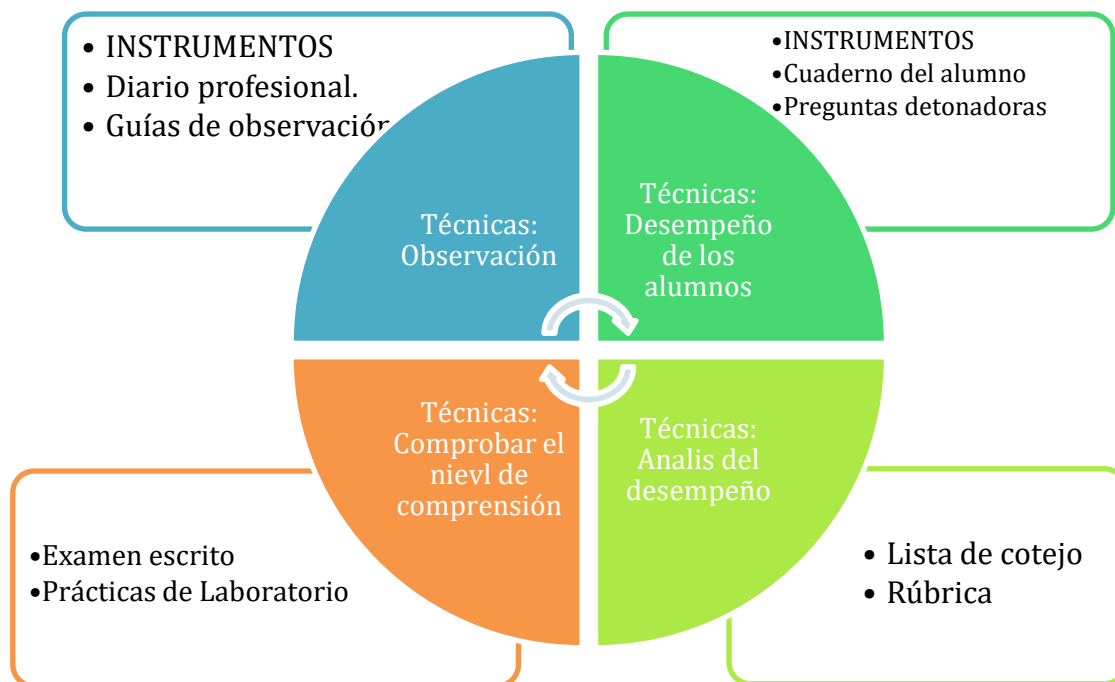 • INSTRUMENTOS
• Diario profesional.
• Guías de observación
•INSTRUMENTOS
•Cuaderno del alumno
•Preguntas detonadoras
Técnicas:
Observación
Técnicas:
Desempeño
de los
alumnos
Técnicas:
Comprobar el
nievl de
comprensión
Técnicas:
Analis del
desempeño
•Examen escrito
•Prácticas de Laboratorio
• Lista de cotejo
• Rúbrica